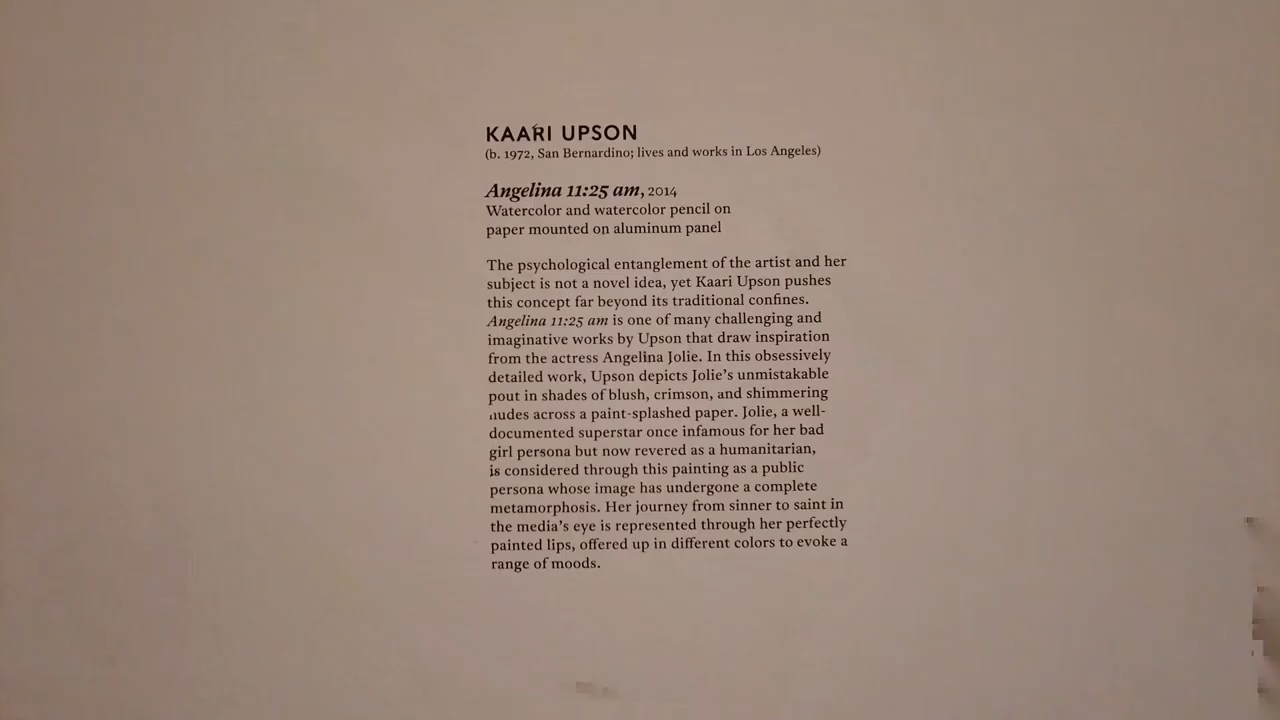 KAARI UPSON
(b. 1972, San Bernardino; lives and works in Los Angeles)
Angelina 11:25 am, 2014
Watercolor and watercolor pencil on
paper mounted on aluminum panel
The psychological entanglement of the artist and her
subject is not a novel idea, yet Kaari Upson pushes
this concept far beyond its traditional confines.
Angelina 11:25 am is one of many challenging and
imaginative works by Upson that draw inspiration
from the actress Angelina Jolie. In this obsessively
detailed work, Upson depicts Jolie's unmistakable
pout in shades of blush, crimson, and shimmering
nudes across a paint-splashed paper. Jolie, a well-
documented superstar once infamous for her bad
girl persona but now revered as a humanitarian,
is considered through this painting as a public
persona whose image has undergone a complete
metamorphosis. Her journey from sinner to saint in
the media's eye is represented through her perfectly
painted lips, offered up in different colors to evoke a
range of moods.